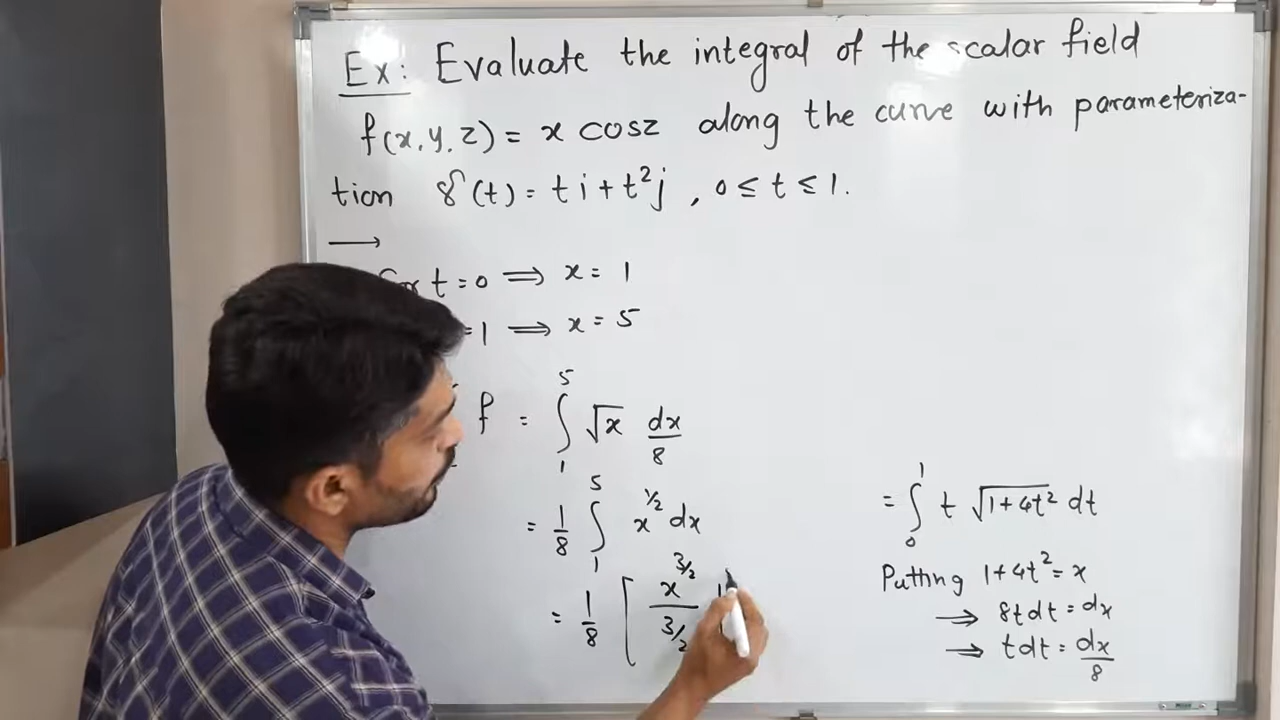 Ex: Evaluate the integral of the scalar field
f(x, y, z) = x cosz along the curve with parameteriza-
tion γ(t) = t i + t²j , 0 ≤ t ≤ 1.
⟶
t = 0 ⟹ x = 1
= 1 ⟹ x = 5
f = ∫₁⁵ √x dx/8
= 1/8 ∫₁⁵ x^{1/2} dx
= 1/8 [ x^{3/2} / 3/2
= ∫₀¹ t √(1+4t²) dt
Putting 1+4t² = x
⟹ 8t dt = dx
⟹ t dt = dx/8